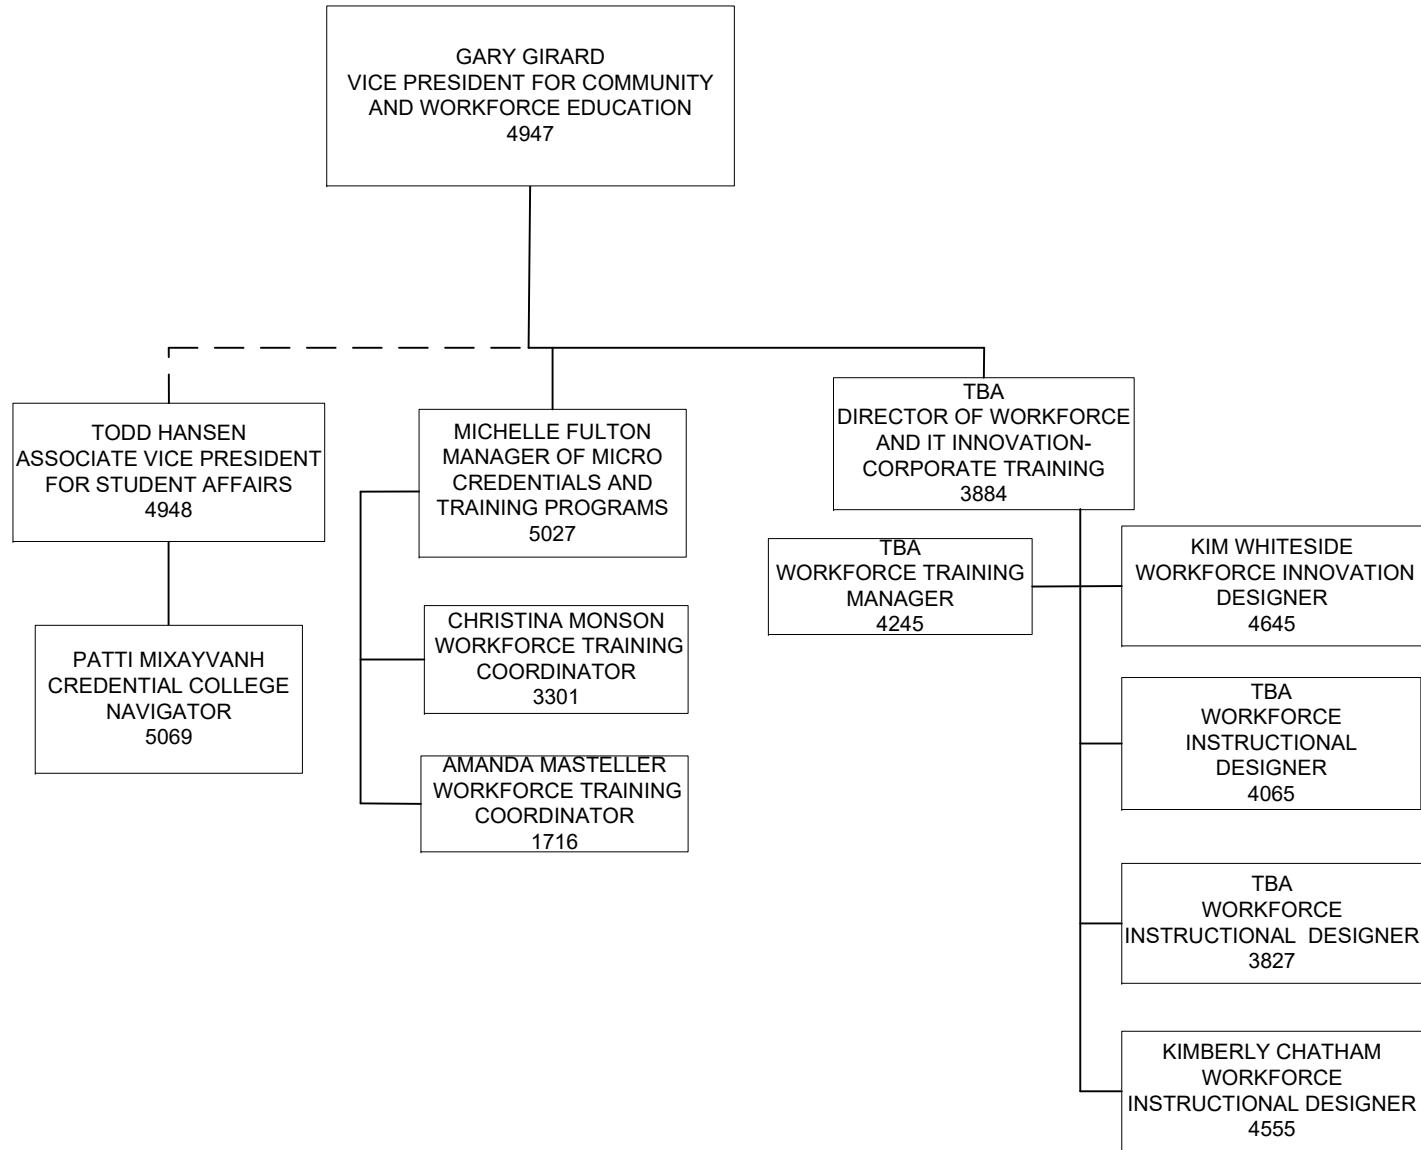 GARY GIRARD
VICE PRESIDENT FOR COMMUNITY
AND WORKFORCE EDUCATION
4947
TODD HANSEN
ASSOCIATE VICE PRESIDENT
FOR STUDENT AFFAIRS
4948
PATTI MIXAYVANH
CREDENTIAL COLLEGE
NAVIGATOR
5069
MICHELLE FULTON
MANAGER OF MICRO
CREDENTIALS AND
TRAINING PROGRAMS
5027
CHRISTINA MONSON
WORKFORCE TRAINING
COORDINATOR
3301
AMANDA MASTELLER
WORKFORCE TRAINING
COORDINATOR
1716
TBA
DIRECTOR OF WORKFORCE
AND IT INNOVATION-
CORPORATE TRAINING
3884
TBA
WORKFORCE TRAINING
MANAGER
4245
KIM WHITESIDE
WORKFORCE INNOVATION
DESIGNER
4645
TBA
WORKFORCE
INSTRUCTIONAL
DESIGNER
4065
TBA
WORKFORCE
INSTRUCTIONAL  DESIGNER
3827
KIMBERLY CHATHAM
WORKFORCE
INSTRUCTIONAL DESIGNER
4555